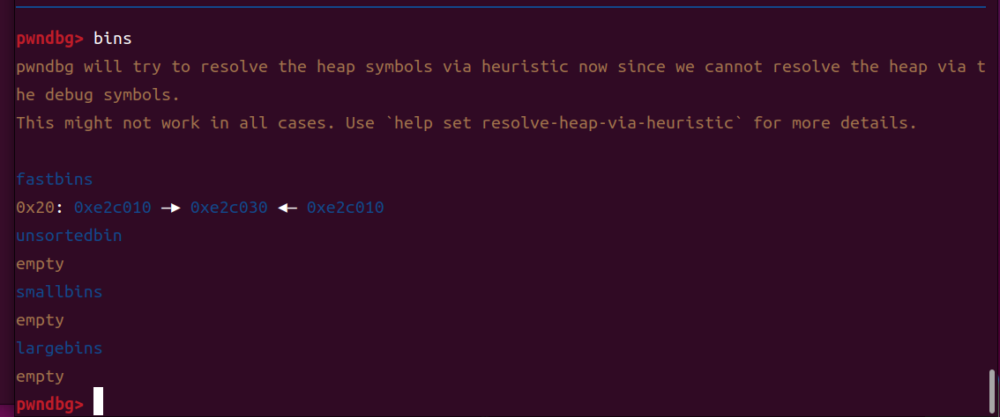 pwndbg> bins
pwndbg will try to resolve the heap symbols via heuristic now since we cannot resolve the heap via t
he debug symbols.
This might not work in all cases. Use `help set resolve-heap-via-heuristic` for more details.
fastbins
0x20: 0xe2c010 —▸ 0xe2c030 ◂— 0xe2c010
unsortedbin
empty
smallbins
empty
largebins
empty
pwndbg>